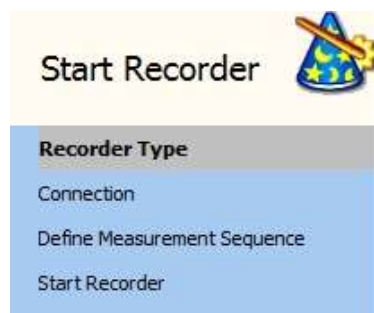 Start Recorder
Recorder Type
Connection
Define Measurement Sequence
Start Recorder